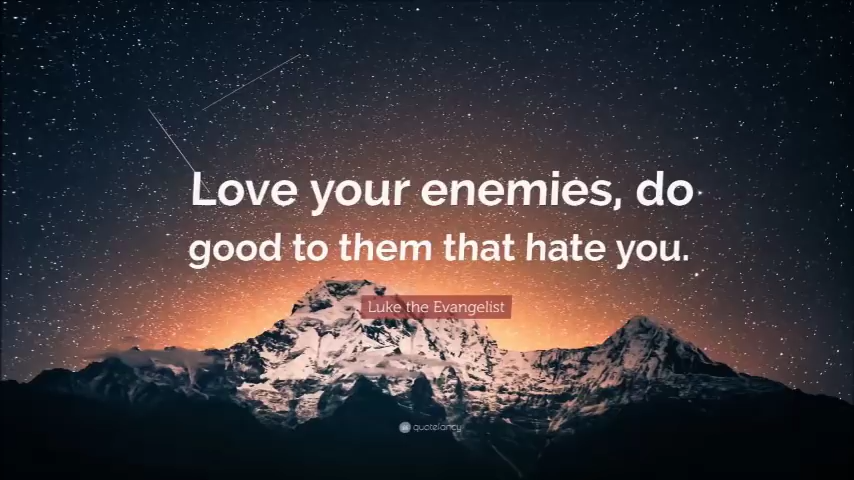 Love your enemies, do
good to them that hate you.
Luke the Evangelist
quotefancy